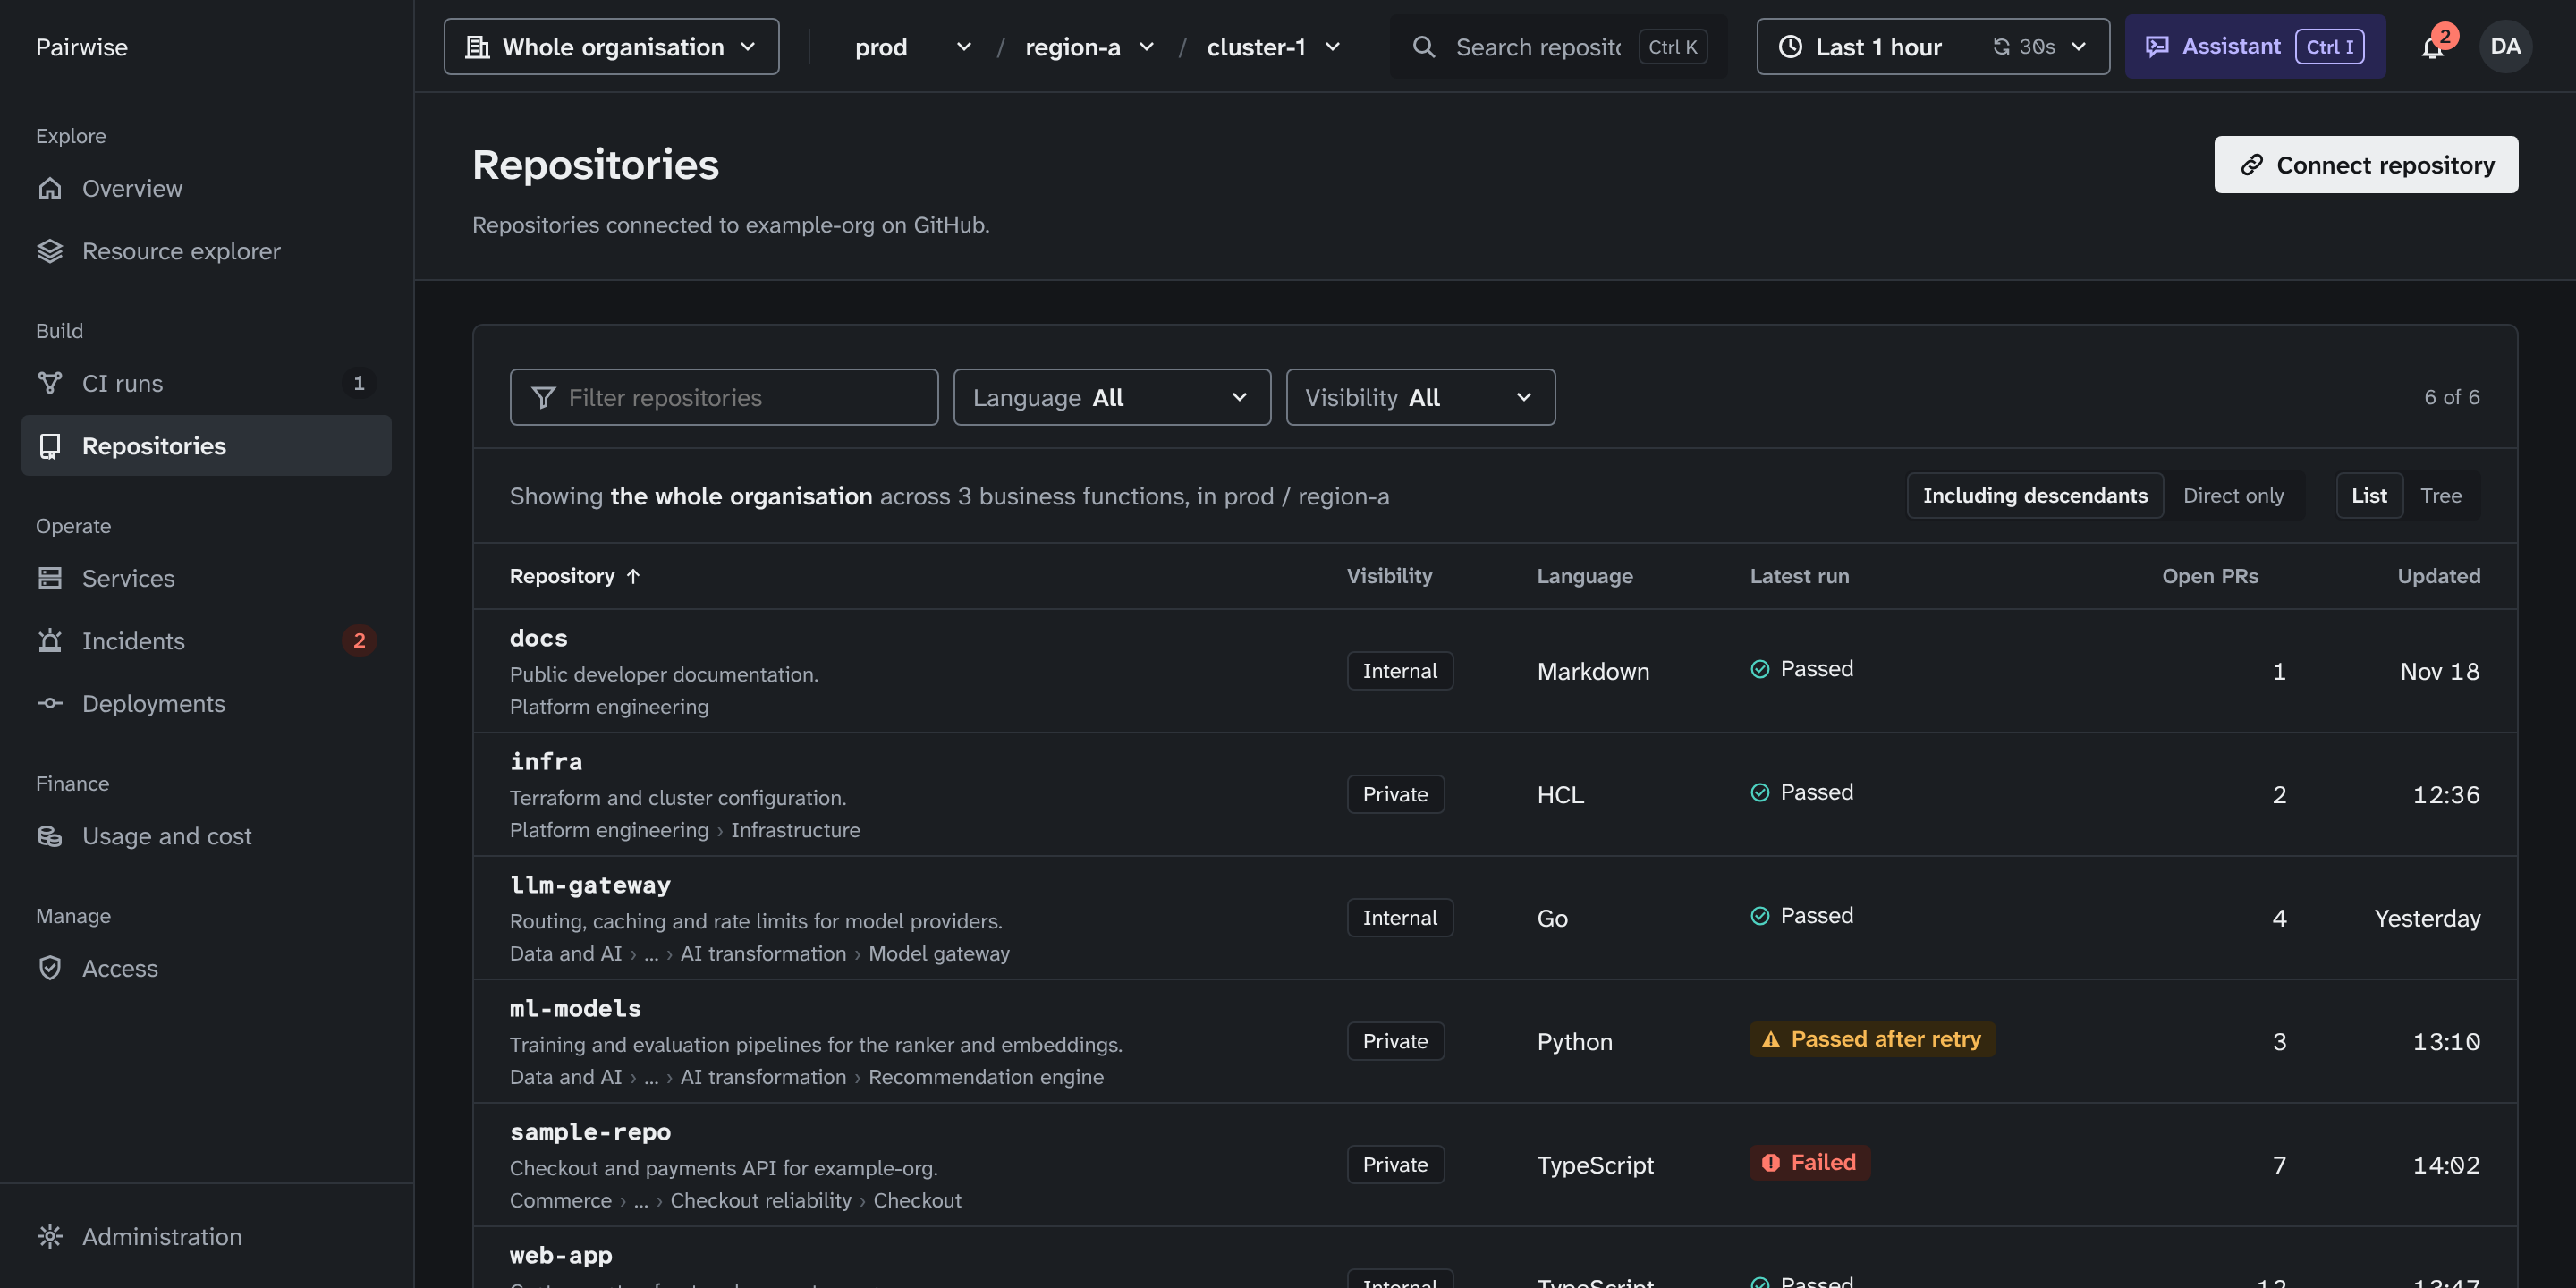 Pairwise
Whole organisation
prod / region-a / cluster-1
Ctrl K
Last 1 hour
30s
Assistant Ctrl I
2
DA
Explore
Overview
Resource explorer
Build
CI runs 1
Repositories
Operate
Services
Incidents 2
Deployments
Finance
Usage and cost
Manage
Access
Administration
Repositories
Connect repository
Repositories connected to example-org on GitHub.
Filter repositories
Language All
Visibility All
6 of 6
Showing the whole organisation across 3 business functions, in prod / region-a
Including descendants
Direct only
List
Tree
Repository ↑ Visibility Language Latest run Open PRs Updated
docs
Public developer documentation.
Platform engineering
Internal Markdown Passed 1 Nov 18
infra
Terraform and cluster configuration.
Platform engineering › Infrastructure
Private HCL Passed 2 12:36
llm-gateway
Routing, caching and rate limits for model providers.
Data and AI › ... › AI transformation › Model gateway
Internal Go Passed 4 Yesterday
ml-models
Training and evaluation pipelines for the ranker and embeddings.
Data and AI › ... › AI transformation › Recommendation engine
Private Python Passed after retry 3 13:10
sample-repo
Checkout and payments API for example-org.
Commerce › ... › Checkout reliability › Checkout
Private TypeScript Failed 7 14:02
web-app
Internal TypeScript Passed